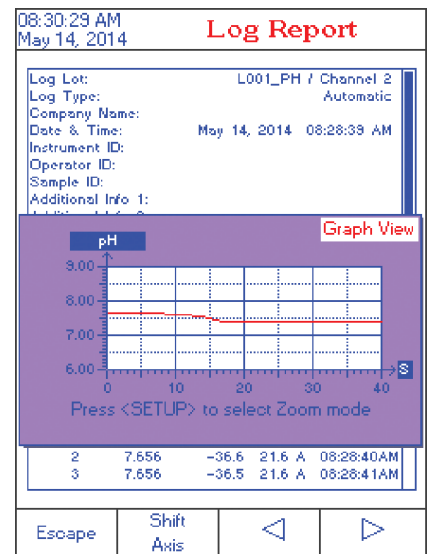 08:30:29 AM
May 14, 2014
Log Report
Log Lot: L001_PH / Channel 2
Log Type: Automatic
Company Name:
Date & Time: May 14, 2014 08:28:39 AM
Instrument ID:
Operator ID:
Sample ID:
Additional Info 1:
Graph View
pH
9.00
8.00
7.00
6.00
S
0 10 20 30 40
Press <SETUP> to select Zoom mode
2 7.656 -36.6 21.6 A 08:28:40AM
3 7.656 -36.5 21.6 A 08:28:41AM
Escape
Shift
Axis